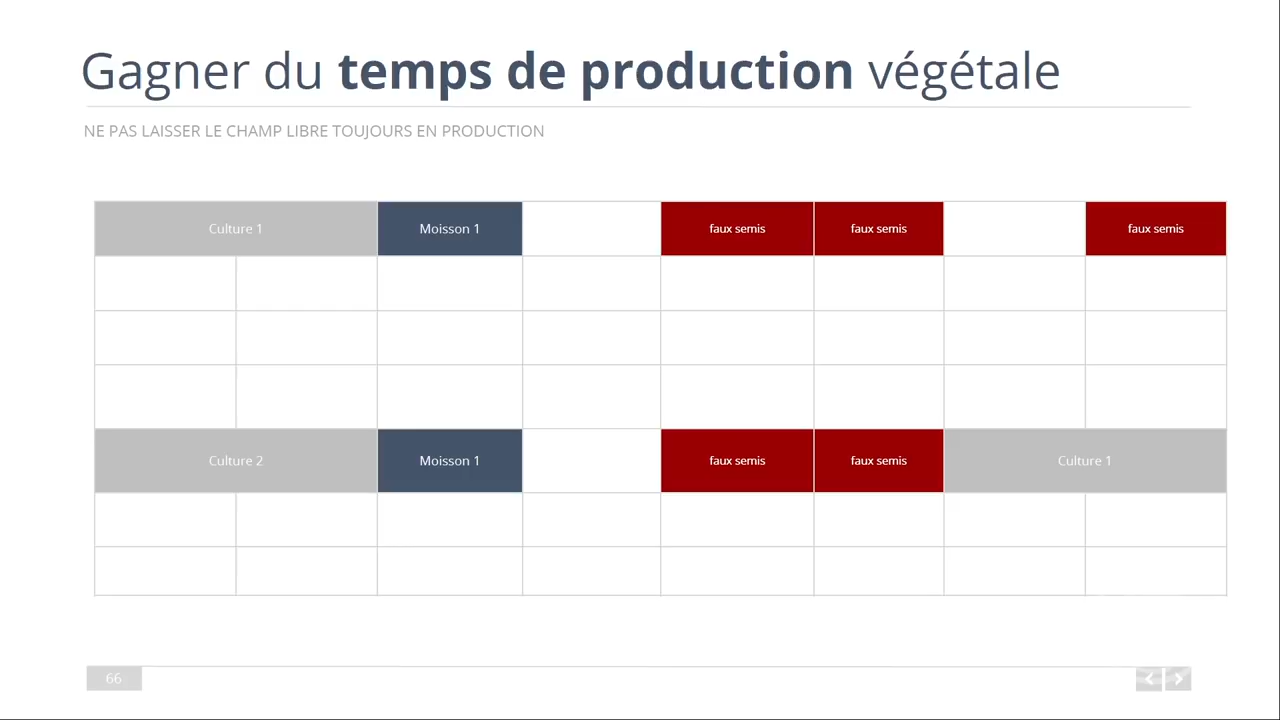 Gagner du temps de production végétale
NE PAS LAISSER LE CHAMP LIBRE TOUJOURS EN PRODUCTION
Culture 1 Moisson 1 faux semis faux semis faux semis
Culture 2 Moisson 1 faux semis faux semis Culture 1
66